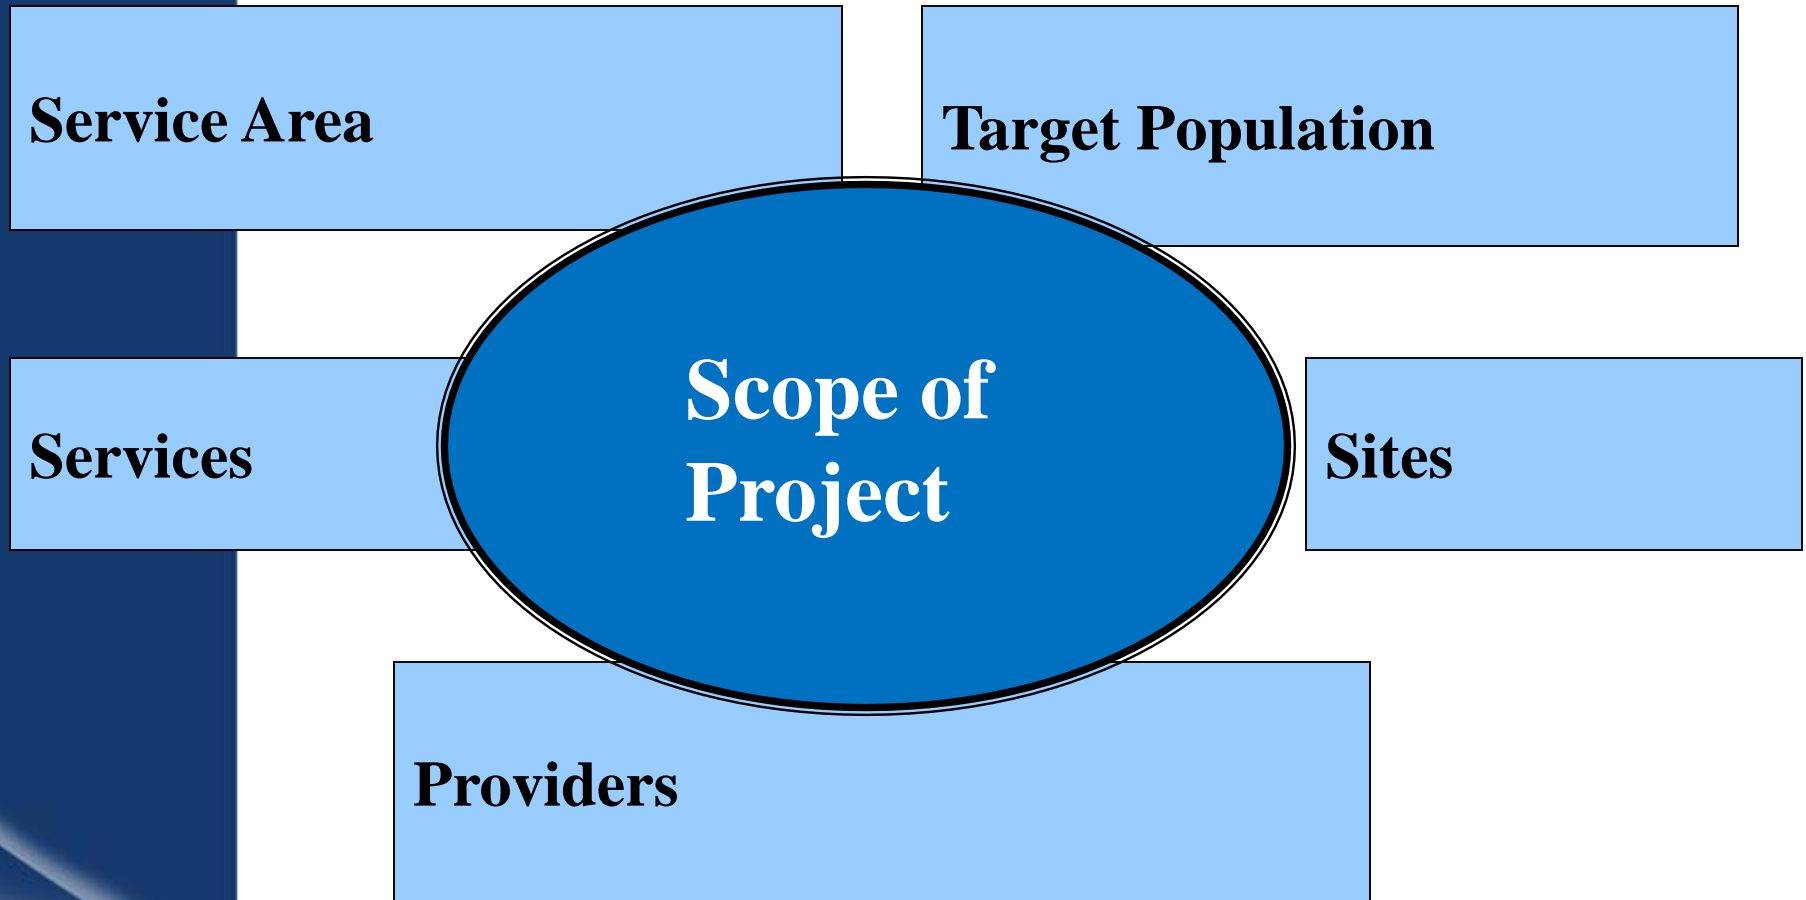 Service Area
Target Population
Scope of
Project
Services
Sites
Providers